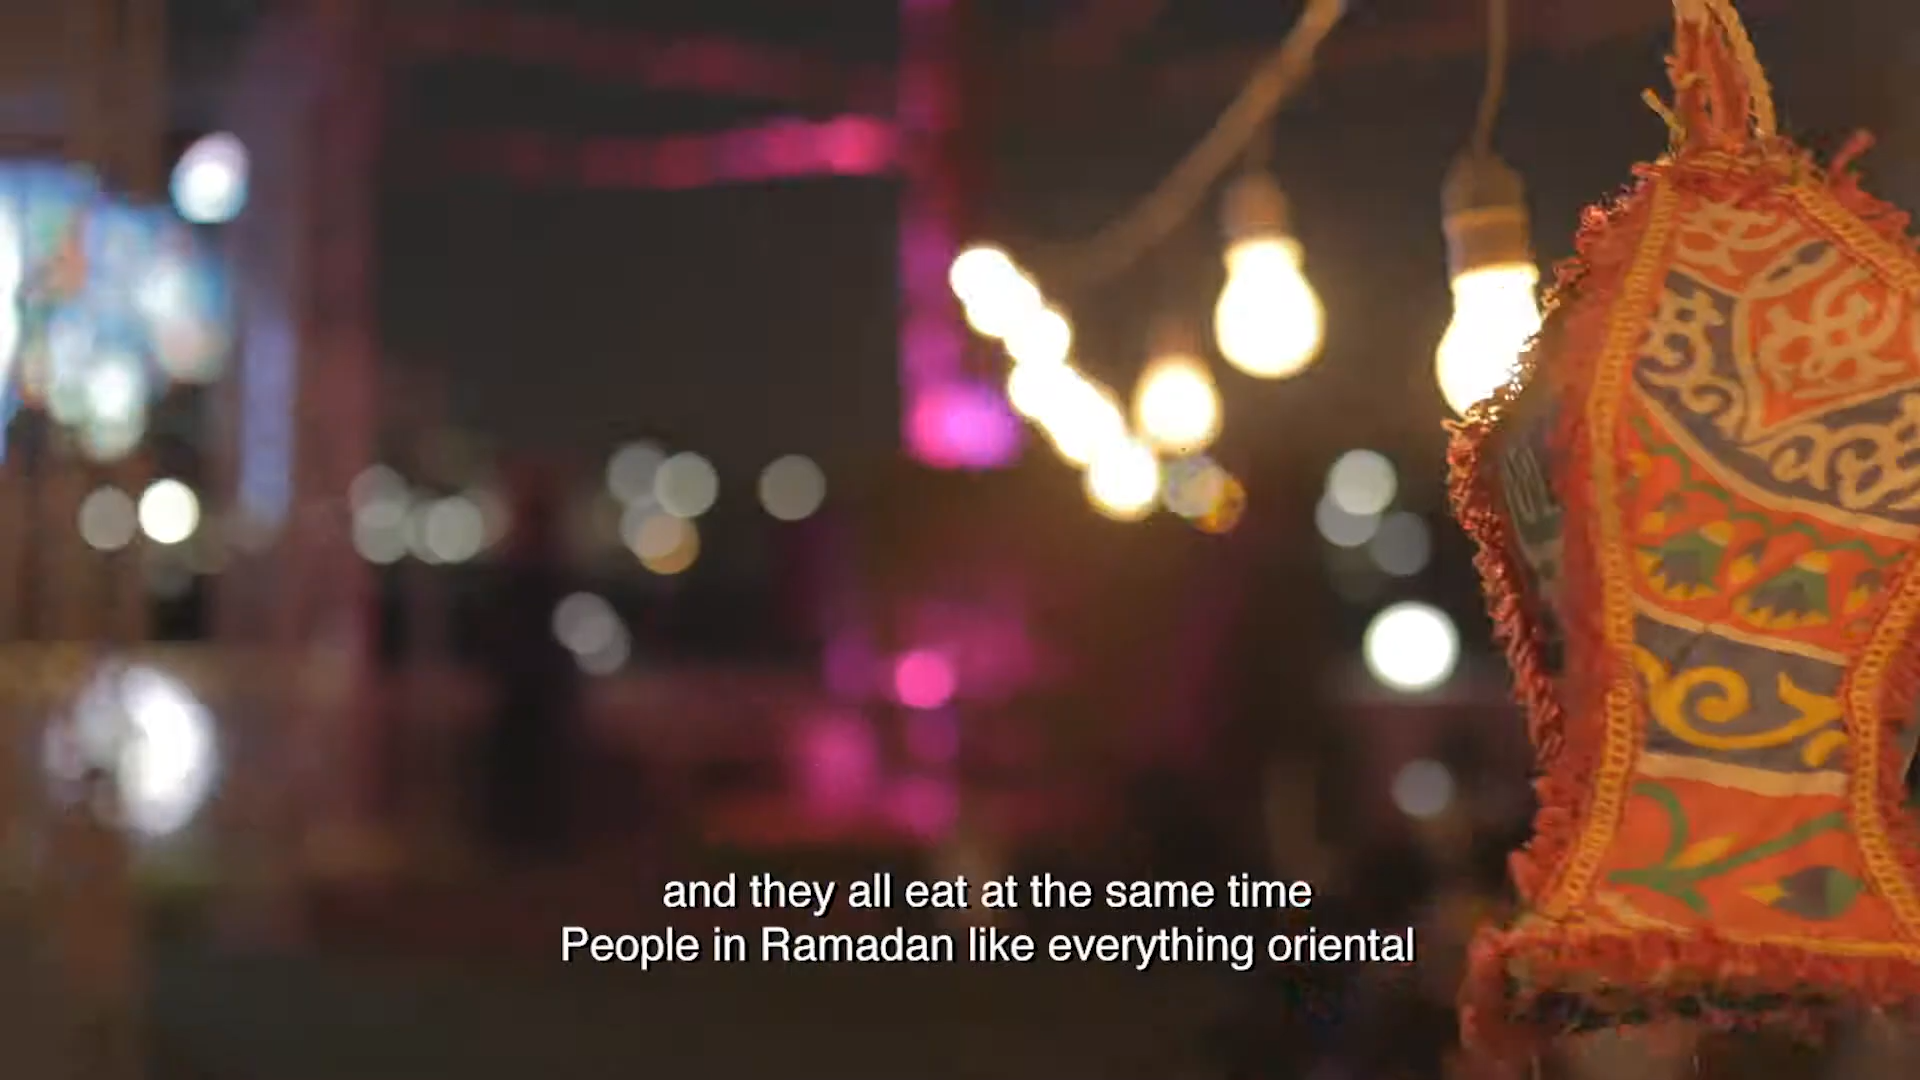 and they all eat at the same time
People in Ramadan like everything oriental